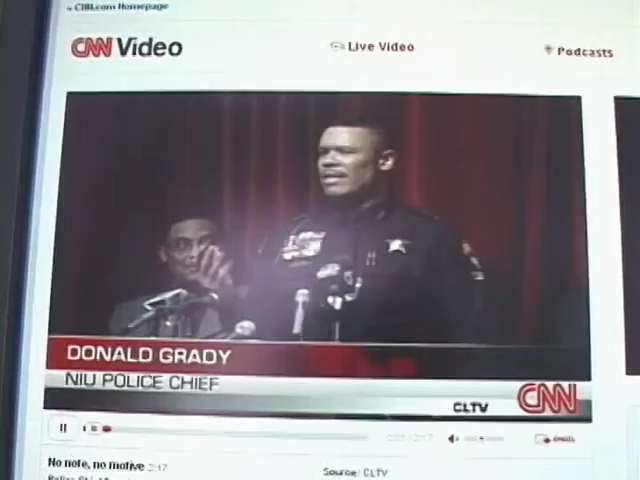 « CNN.com Homepage
CNN Video
Live Video
Podcasts
DONALD GRADY
NIU POLICE CHIEF
CLTV
CNN
EMAIL
No note, no motive 2:17
Source: CLTV